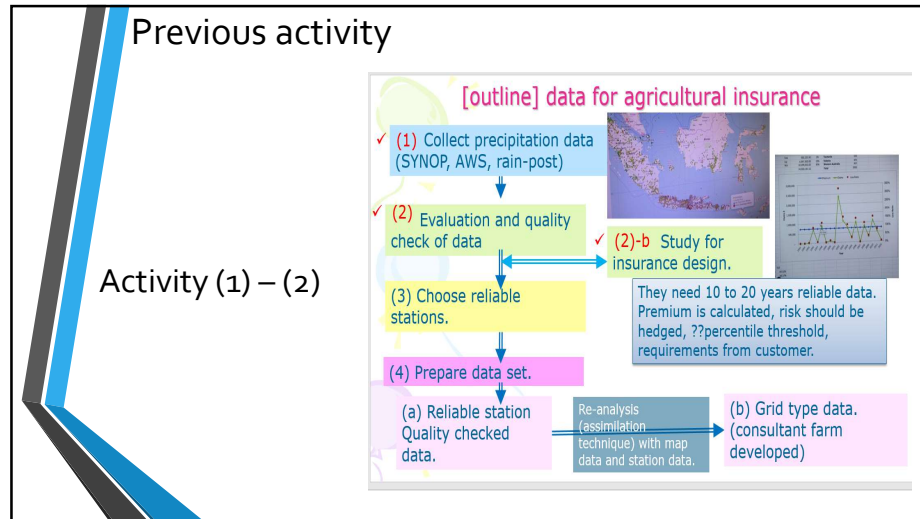 Previous activity
[outline] data for agricultural insurance
✓ (1) Collect precipitation data
(SYNOP, AWS, rain-post)
✓ (2) Evaluation and quality
check of data
✓ (2)-b Study for
insurance design.
Activity (1) – (2)
(3) Choose reliable
stations.
They need 10 to 20 years reliable data.
Premium is calculated, risk should be
hedged, ??percentile threshold,
requirements from customer.
(4) Prepare data set.
(a) Reliable station
Quality checked
data.
Re-analysis
(assimilation
technique) with map
data and station data.
(b) Grid type data.
(consultant farm
developed)